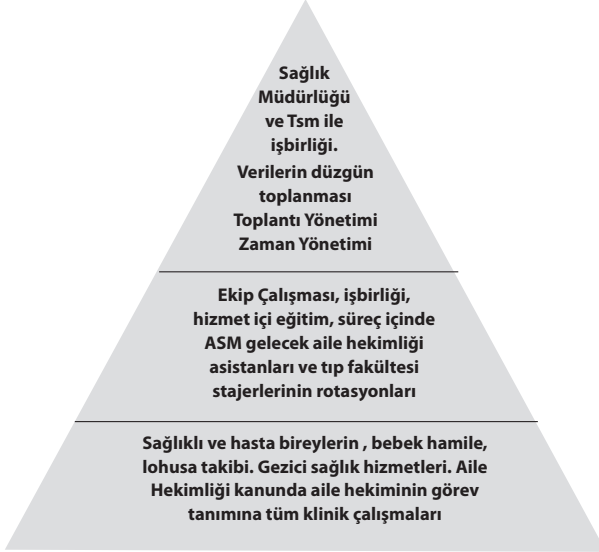 Sağlık
Müdürlüğü
ve Tsm ile
işbirliği.
Verilerin düzgün
toplanması
Toplantı Yönetimi
Zaman Yönetimi
Ekip Çalışması, işbirliği,
hizmet içi eğitim, süreç içinde
ASM gelecek aile hekimliği
asistanları ve tıp fakültesi
stajerlerinin rotasyonları
Sağlıklı ve hasta bireylerin , bebek hamile,
lohusa takibi. Gezici sağlık hizmetleri. Aile
Hekimliği kanunda aile hekiminin görev
tanımına tüm klinik çalışmaları